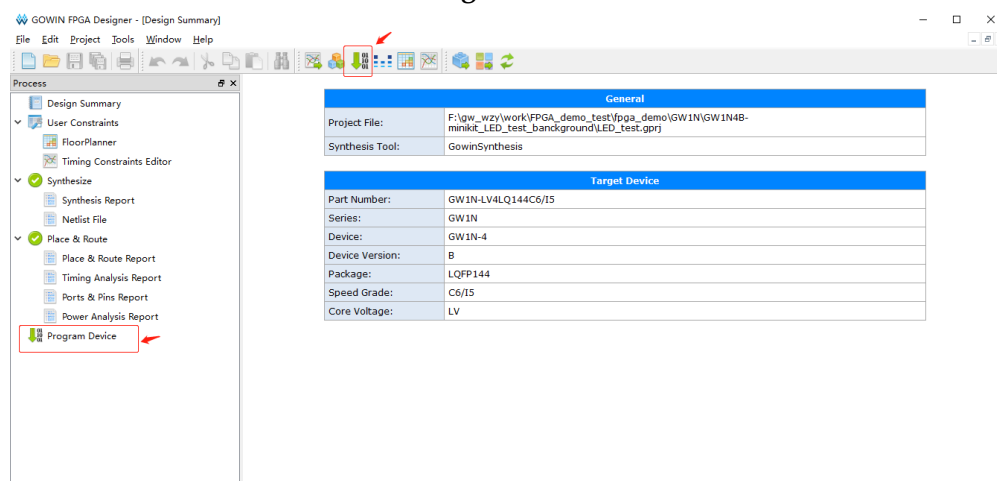 GOWIN FPGA Designer - [Design Summary]
File Edit Project Tools Window Help
Process
Design Summary
User Constraints
FloorPlanner
Timing Constraints Editor
Synthesize
Synthesis Report
Netlist File
Place & Route
Place & Route Report
Timing Analysis Report
Ports & Pins Report
Power Analysis Report
Program Device
General
Project File: F:\gw_wzy\work\FPGA_demo_test\fpga_demo\GW1N\GW1N4B-
minikit_LED_test_banckground\LED_test.gprj
Synthesis Tool: GowinSynthesis
Target Device
Part Number: GW1N-LV4LQ144C6/I5
Series: GW1N
Device: GW1N-4
Device Version: B
Package: LQFP144
Speed Grade: C6/I5
Core Voltage: LV